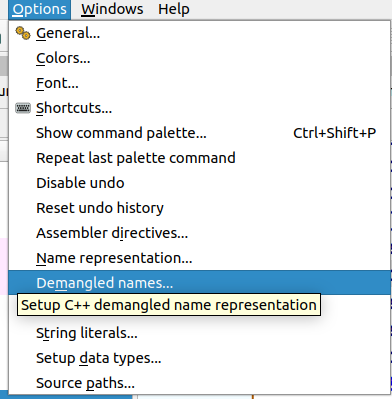 Options Windows Help
General...
Colors...
Font...
Shortcuts...
Show command palette... Ctrl+Shift+P
Repeat last palette command
Disable undo
Reset undo history
Assembler directives...
Name representation...
Demangled names...
Setup C++ demangled name representation
String literals...
Setup data types...
Source paths...